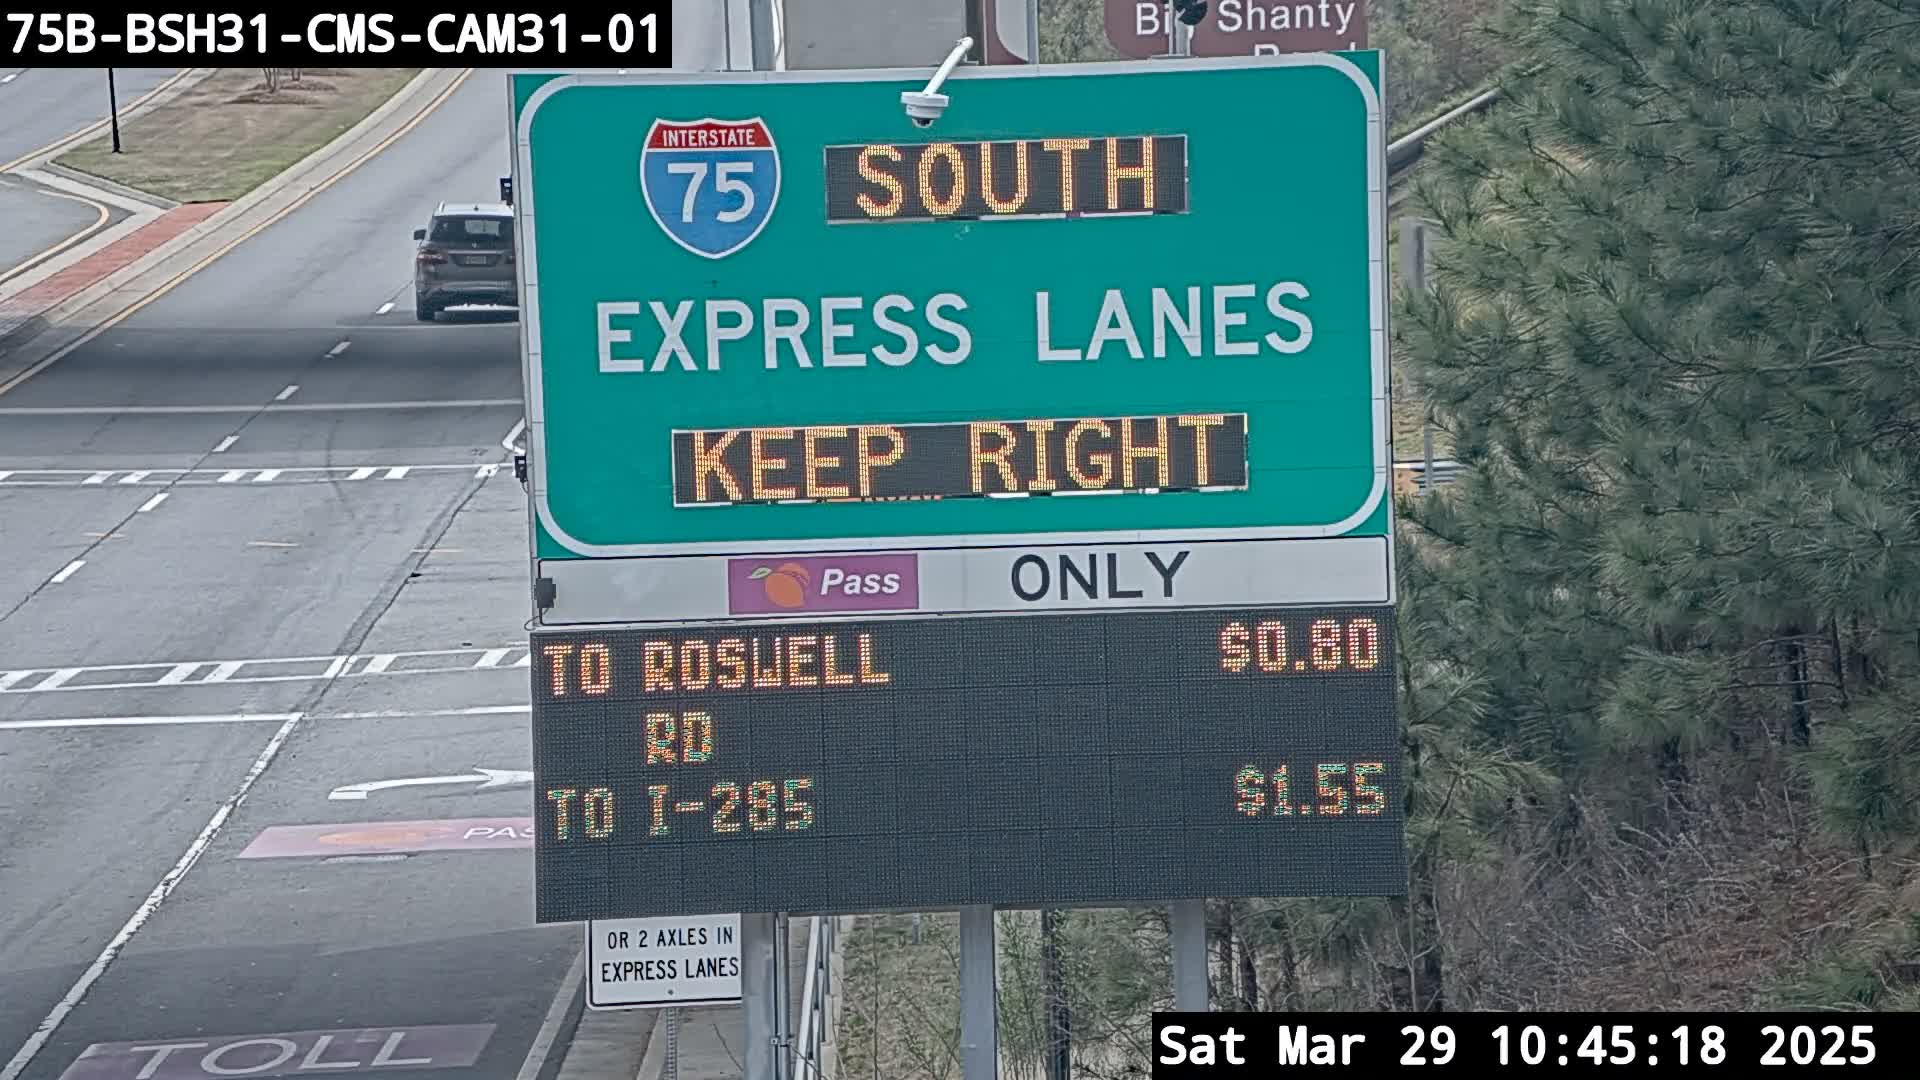 75B-BSH31-CMS-CAM31-01
Shanty
INTERSTATE
75
SOUTH
EXPRESS LANES
KEEP RIGHT
Pass ONLY
TO ROSWELL $0.80
RD
TO I-285 $1.55
PAS
OR 2 AXLES IN
EXPRESS LANES
TOLL
Sat Mar 29 10:45:18 2025